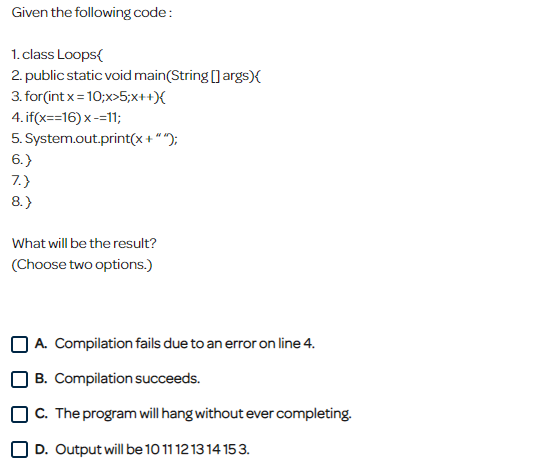 Given the following code :
1. class Loops{
2. public static void main(String [] args){
3. for(int x = 10;x>5;x++){
4. if(x==16) x -=11;
5. System.out.print(x + “ “);
6. }
7. }
8. }
What will be the result?
(Choose two options.)
A. Compilation fails due to an error on line 4.
B. Compilation succeeds.
C. The program will hang without ever completing.
D. Output will be 10 11 12 13 14 15 3.